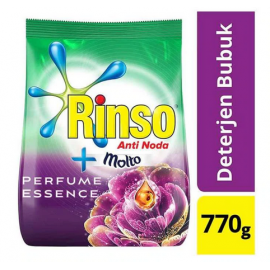 Rinso
Anti Noda
+ Molto
PERFUME
ESSENCE
Deterjen Bubuk
770g